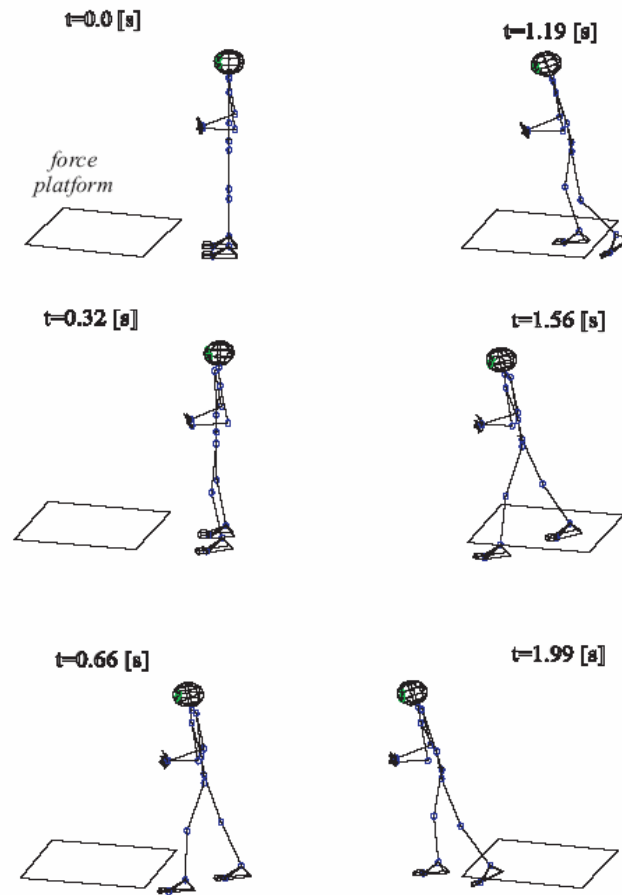 t=0.0 [s]
t=1.19 [s]
force
platform
t=0.32 [s]
t=1.56 [s]
t=0.66 [s]
t=1.99 [s]